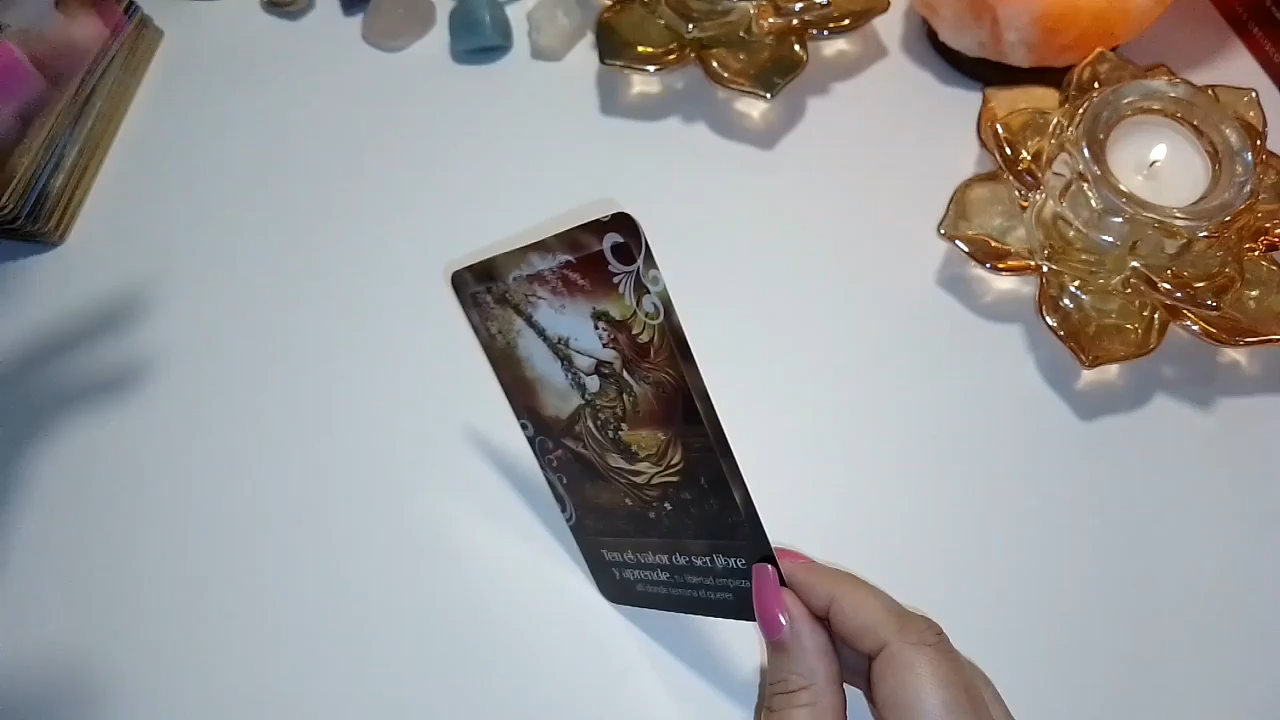 Ten el valor de ser libre
y aprende, tu libertad empieza
allí donde termina el querer.